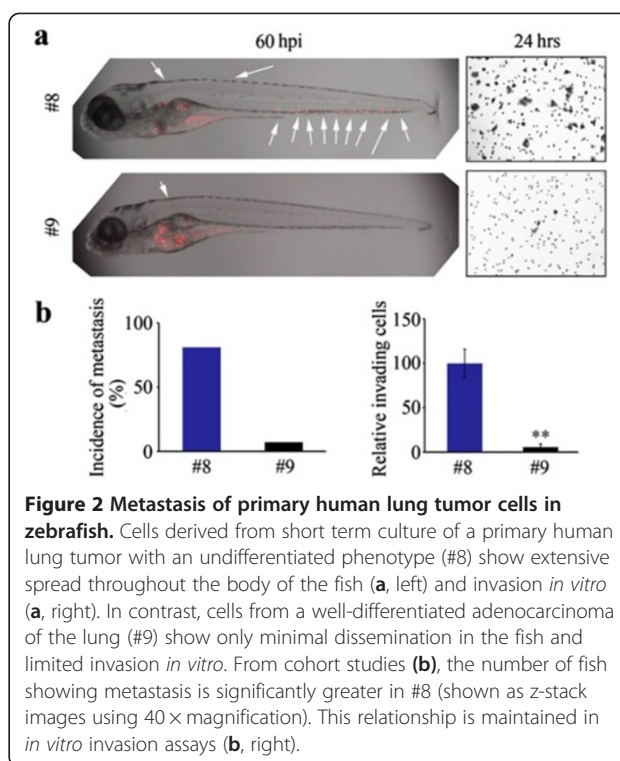 a
60 hpi
24 hrs
#8
#9
b
Incidence of metastasis
(%)
100
50
0
#8
#9
Relative invading cells
150
100
50
0
**
#8
#9
Figure 2 Metastasis of primary human lung tumor cells in
zebrafish. Cells derived from short term culture of a primary human
lung tumor with an undifferentiated phenotype (#8) show extensive
spread throughout the body of the fish (a, left) and invasion in vitro
(a, right). In contrast, cells from a well-differentiated adenocarcinoma
of the lung (#9) show only minimal dissemination in the fish and
limited invasion in vitro. From cohort studies (b), the number of fish
showing metastasis is significantly greater in #8 (shown as z-stack
images using 40 × magnification). This relationship is maintained in
in vitro invasion assays (b, right).